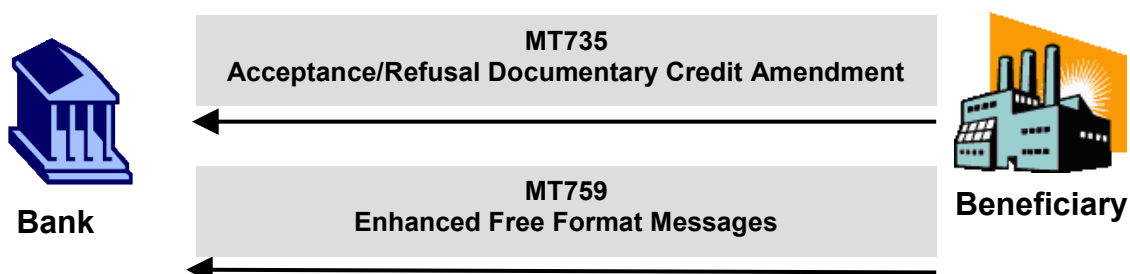 MT735
Acceptance/Refusal Documentary Credit Amendment
Bank
MT759
Enhanced Free Format Messages
Beneficiary